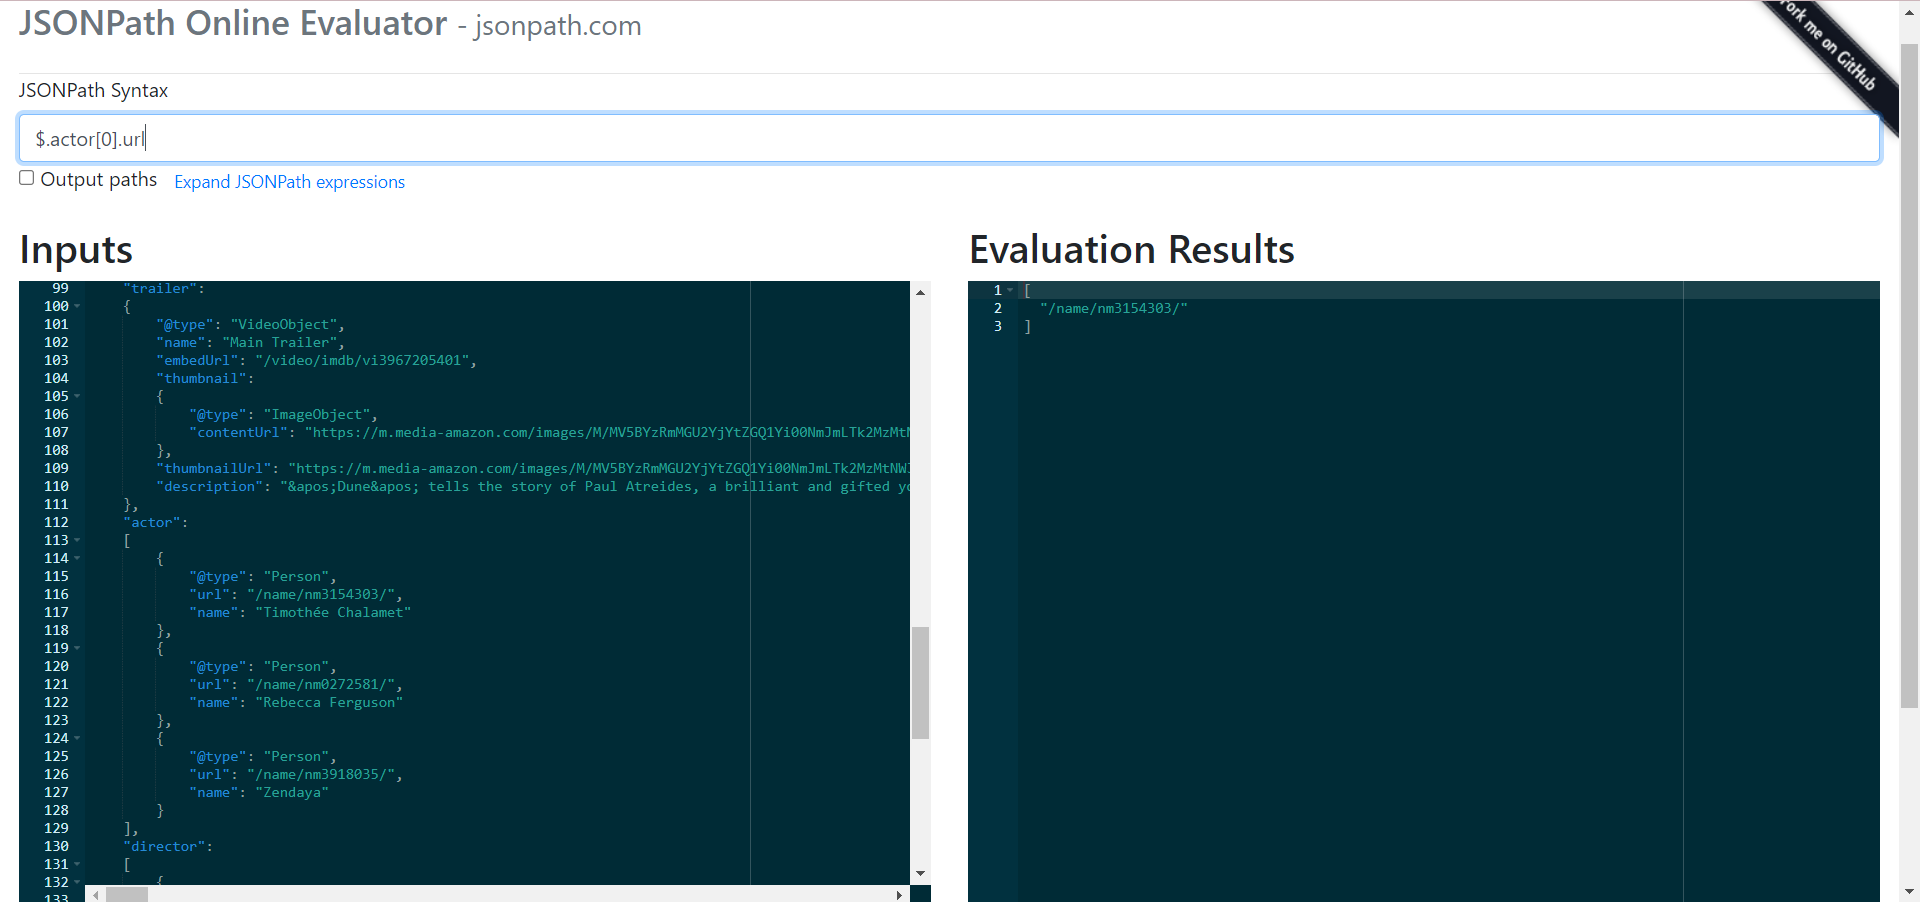 JSONPath Online Evaluator - jsonpath.com
Fork me on GitHub
JSONPath Syntax
$.actor[0].url
Output paths Expand JSONPath expressions
Inputs
99 "trailer":
100 {
101 "@type": "VideoObject",
102 "name": "Main Trailer",
103 "embedUrl": "/video/imdb/vi3967205401",
104 "thumbnail":
105 {
106 "@type": "ImageObject",
107 "contentUrl": "https://m.media-amazon.com/images/M/MV5BYzRmMGU2YjYtZGQ1Yi00NmJmLTk2MzMtN
108 },
109 "thumbnailUrl": "https://m.media-amazon.com/images/M/MV5BYzRmMGU2YjYtZGQ1Yi00NmJmLTk2MzMtNW
110 "description": "&apos;Dune&apos; tells the story of Paul Atreides, a brilliant and gifted yo
111 },
112 "actor":
113 [
114 {
115 "@type": "Person",
116 "url": "/name/nm3154303/",
117 "name": "Timothée Chalamet"
118 },
119 {
120 "@type": "Person",
121 "url": "/name/nm0272581/",
122 "name": "Rebecca Ferguson"
123 },
124 {
125 "@type": "Person",
126 "url": "/name/nm3918035/",
127 "name": "Zendaya"
128 }
129 ],
130 "director":
131 [
132 {
133
Evaluation Results
1 [
2 "/name/nm3154303/"
3 ]